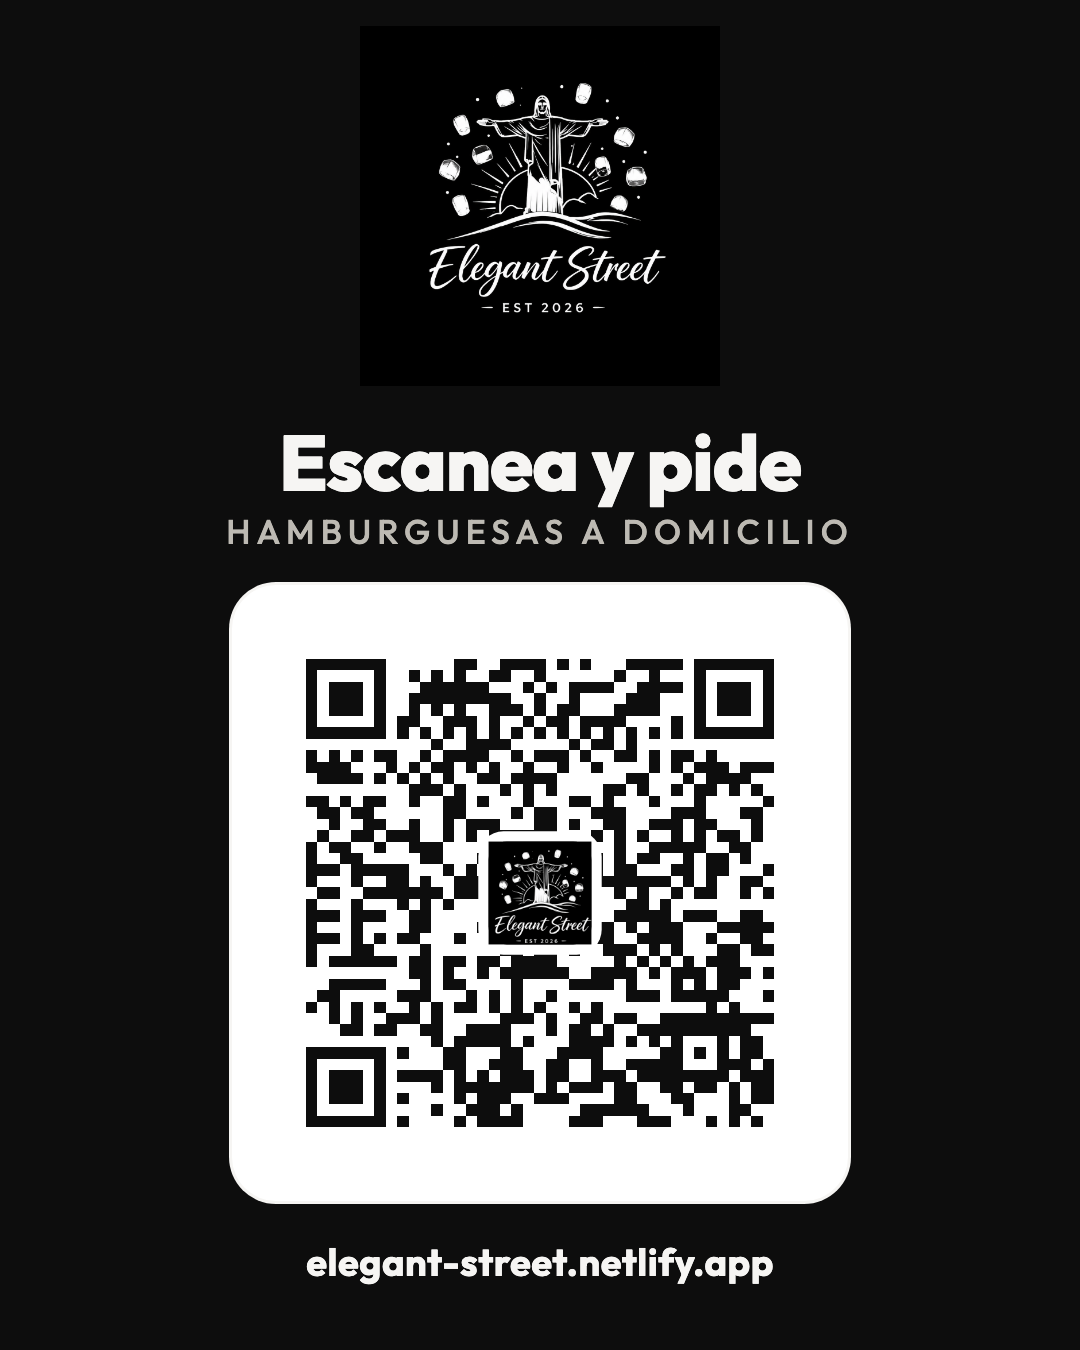 Elegant Street
— EST 2026 —
Escanea y pide
HAMBURGUESAS A DOMICILIO
Elegant Street
— EST 2026 —
elegant-street.netlify.app